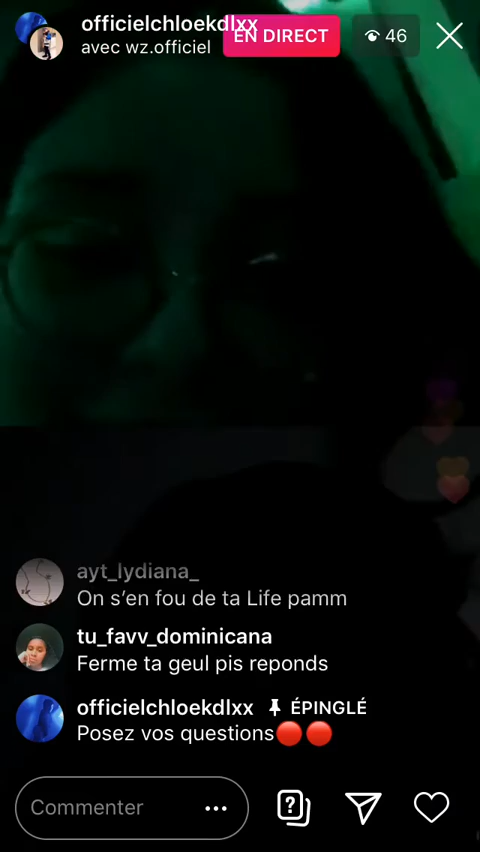 officielchloekdlxx
avec wz.officiel
EN DIRECT
46
ayt_lydiana_
On s'en fou de ta Life pamm
tu_favv_dominicana
Ferme ta geul pis reponds
officielchloekdlxx ÉPINGLÉ
Posez vos questions🔴🔴
Commenter